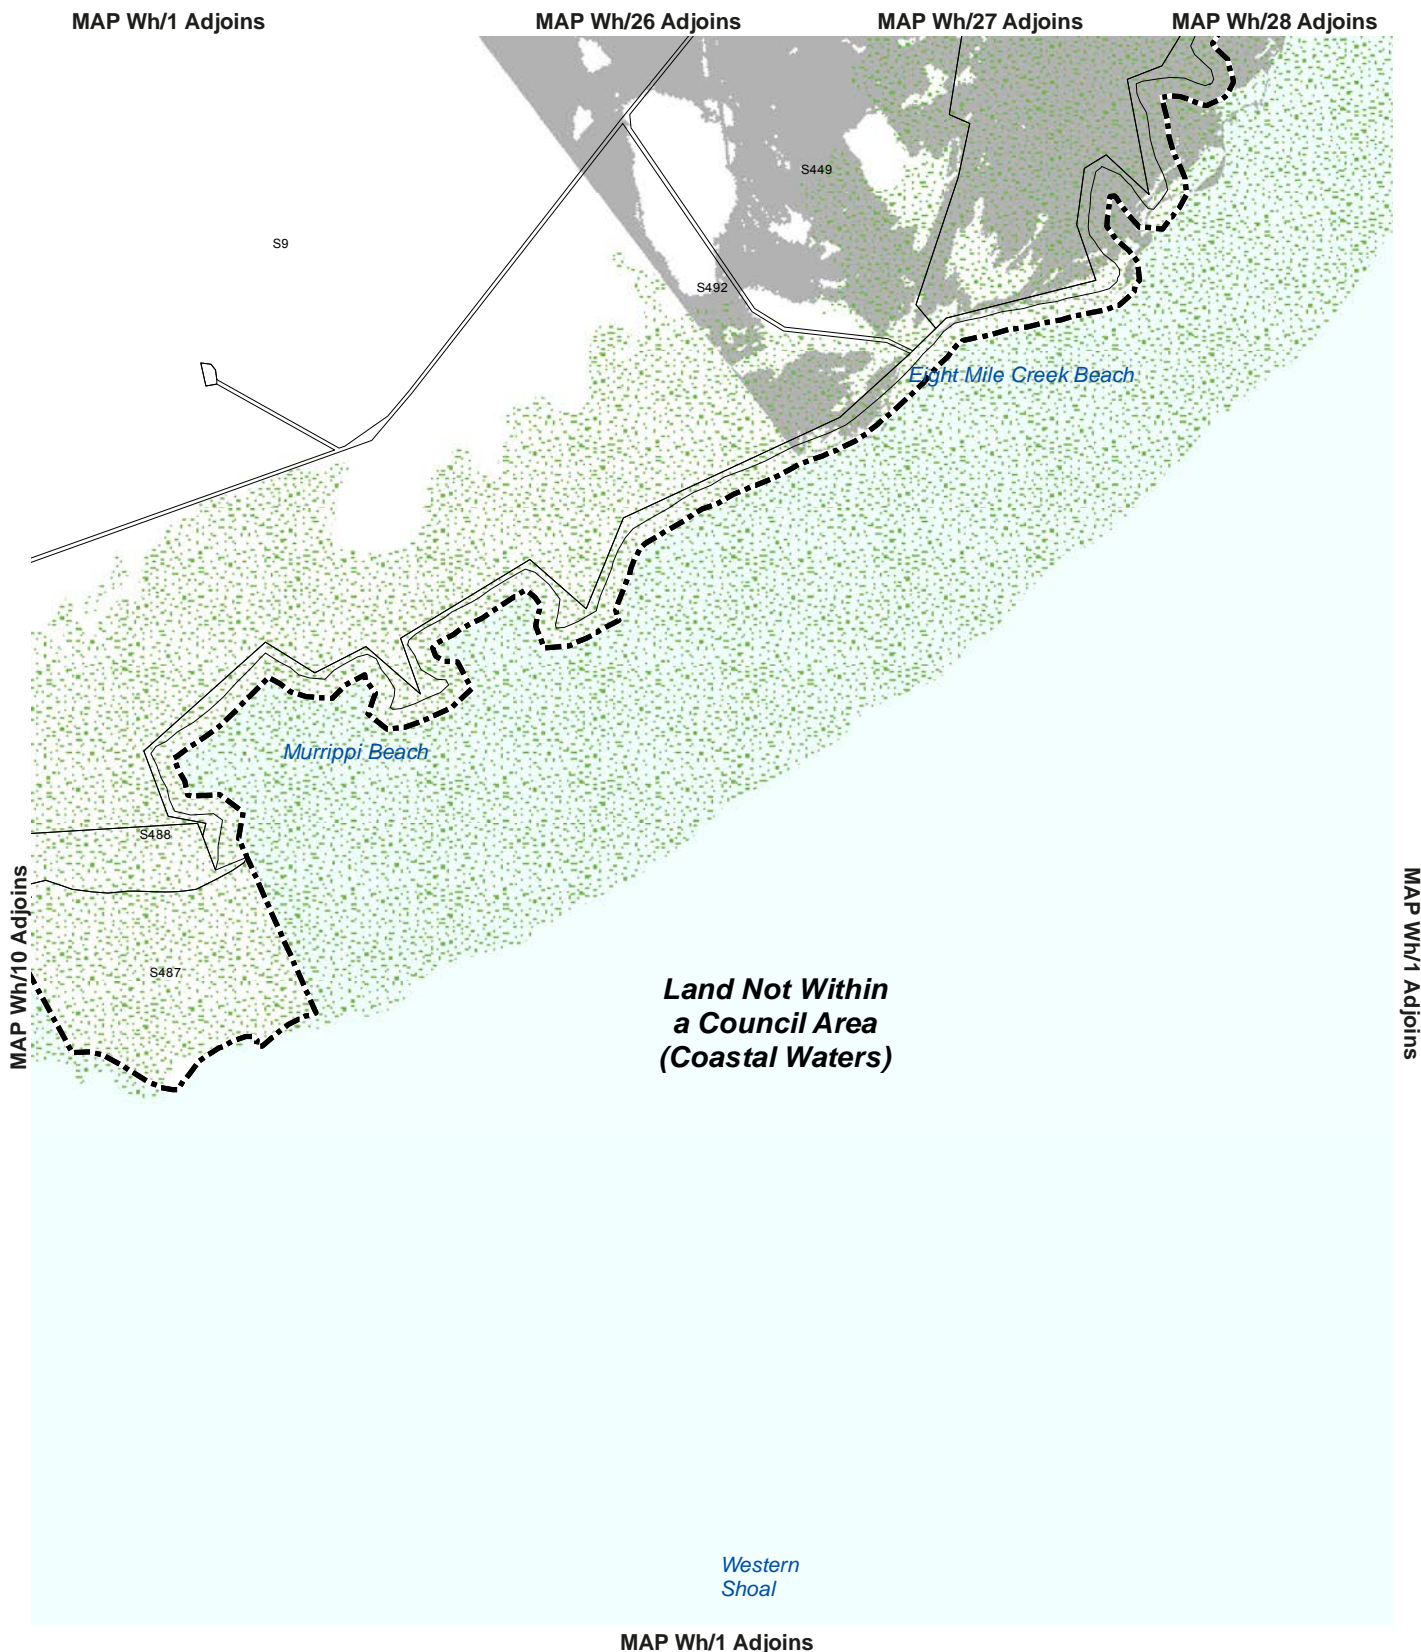 MAP Wh/1 Adjoins
MAP Wh/26 Adjoins
MAP Wh/27 Adjoins
MAP Wh/28 Adjoins
S449
S9
S492
Eight Mile Creek Beach
Murrippi Beach
S488
MAP Wh/10 Adjoins
MAP Wh/1 Adjoins
S487
Land Not Within
a Council Area
(Coastal Waters)
Western
Shoal
MAP Wh/1 Adjoins